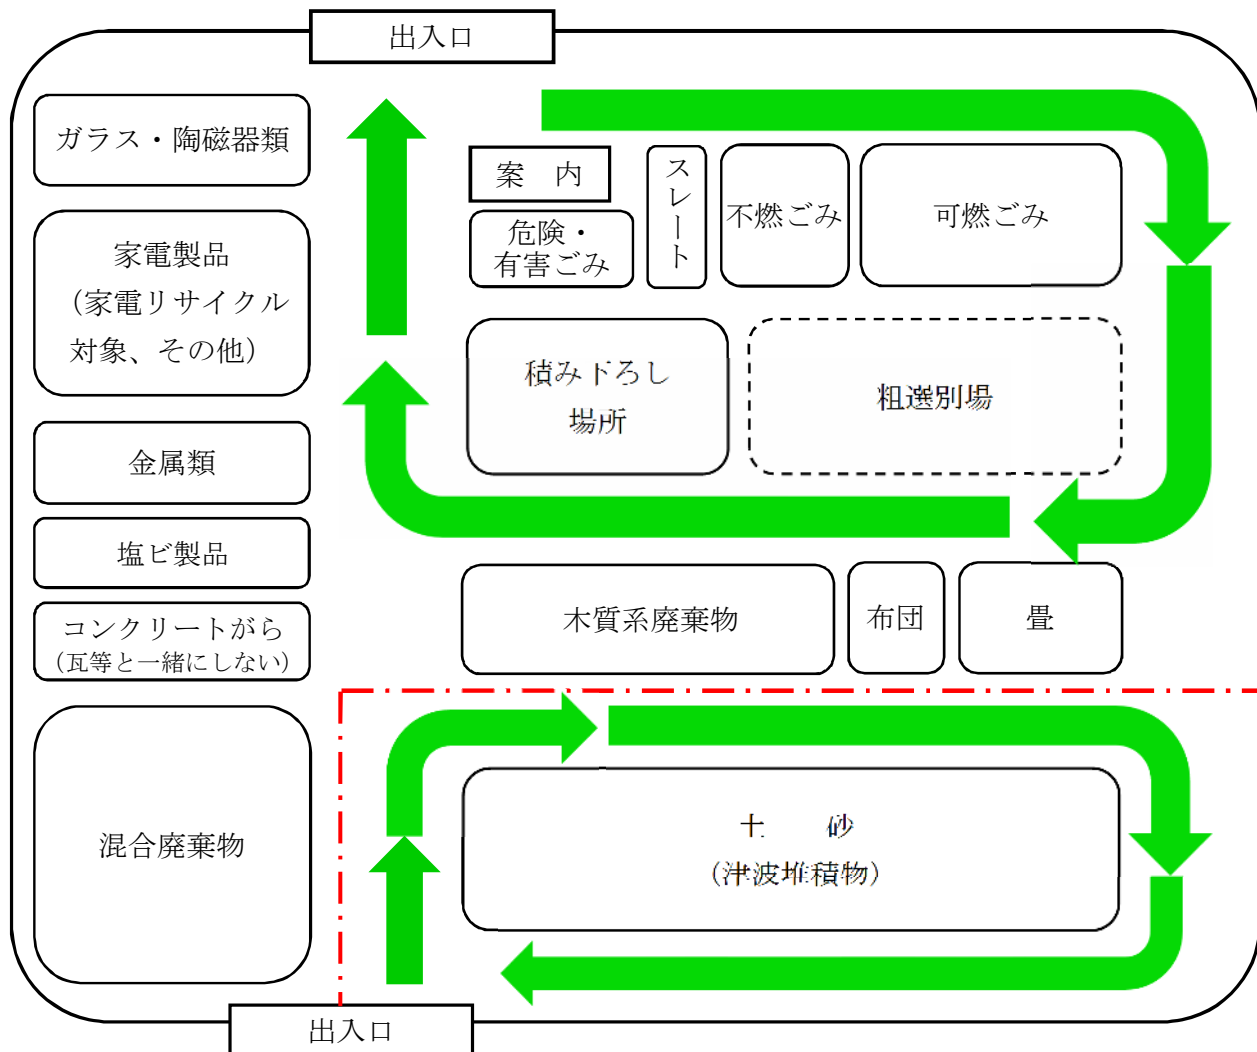 出入口
ガラス・陶磁器類
案　内
スレート
不燃ごみ
可燃ごみ
危険・
有害ごみ
家電製品
（家電リサイクル
対象、その他）
積み下ろし
場所
粗選別場
金属類
塩ビ製品
木質系廃棄物
布団
畳
コンクリートがら
（瓦等と一緒にしない）
混合廃棄物
土　　砂
（津波堆積物）
出入口